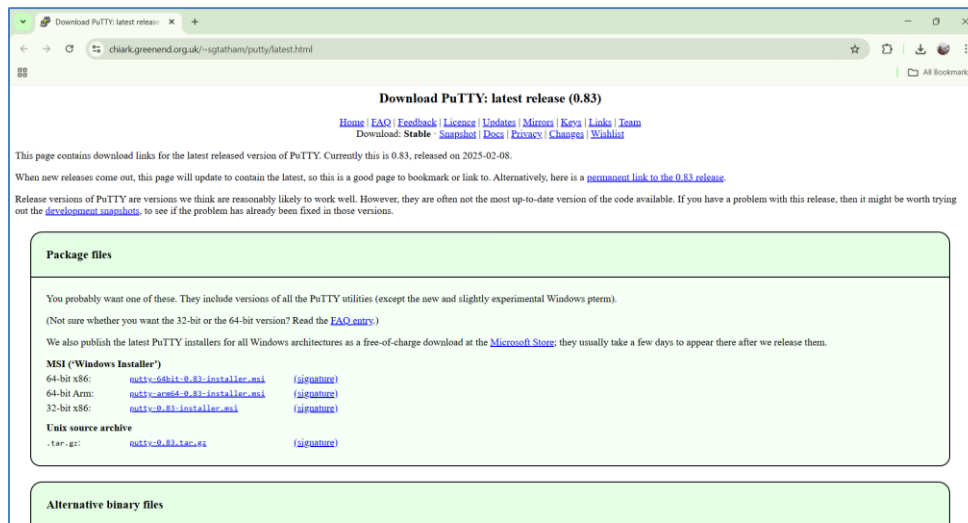 Download PuTTY: latest release
chiark.greenend.org.uk/~sgtatham/putty/latest.html
All Bookmark
Download PuTTY: latest release (0.83)
Home | FAQ | Feedback | Licence | Updates | Mirrors | Keys | Links | Team
Download: Stable · Snapshot | Docs | Privacy | Changes | Wishlist
This page contains download links for the latest released version of PuTTY. Currently this is 0.83, released on 2025-02-08.
When new releases come out, this page will update to contain the latest, so this is a good page to bookmark or link to. Alternatively, here is a permanent link to the 0.83 release.
Release versions of PuTTY are versions we think are reasonably likely to work well. However, they are often not the most up-to-date version of the code available. If you have a problem with this release, then it might be worth trying
out the development snapshots, to see if the problem has already been fixed in those versions.
Package files
You probably want one of these. They include versions of all the PuTTY utilities (except the new and slightly experimental Windows pterm).
(Not sure whether you want the 32-bit or the 64-bit version? Read the FAQ entry.)
We also publish the latest PuTTY installers for all Windows architectures as a free-of-charge download at the Microsoft Store; they usually take a few days to appear there after we release them.
MSI (‘Windows Installer’)
64-bit x86: putty-64bit-0.83-installer.msi (signature)
64-bit Arm: putty-arm64-0.83-installer.msi (signature)
32-bit x86: putty-0.83-installer.msi (signature)
Unix source archive
.tar.gz: putty-0.83.tar.gz (signature)
Alternative binary files